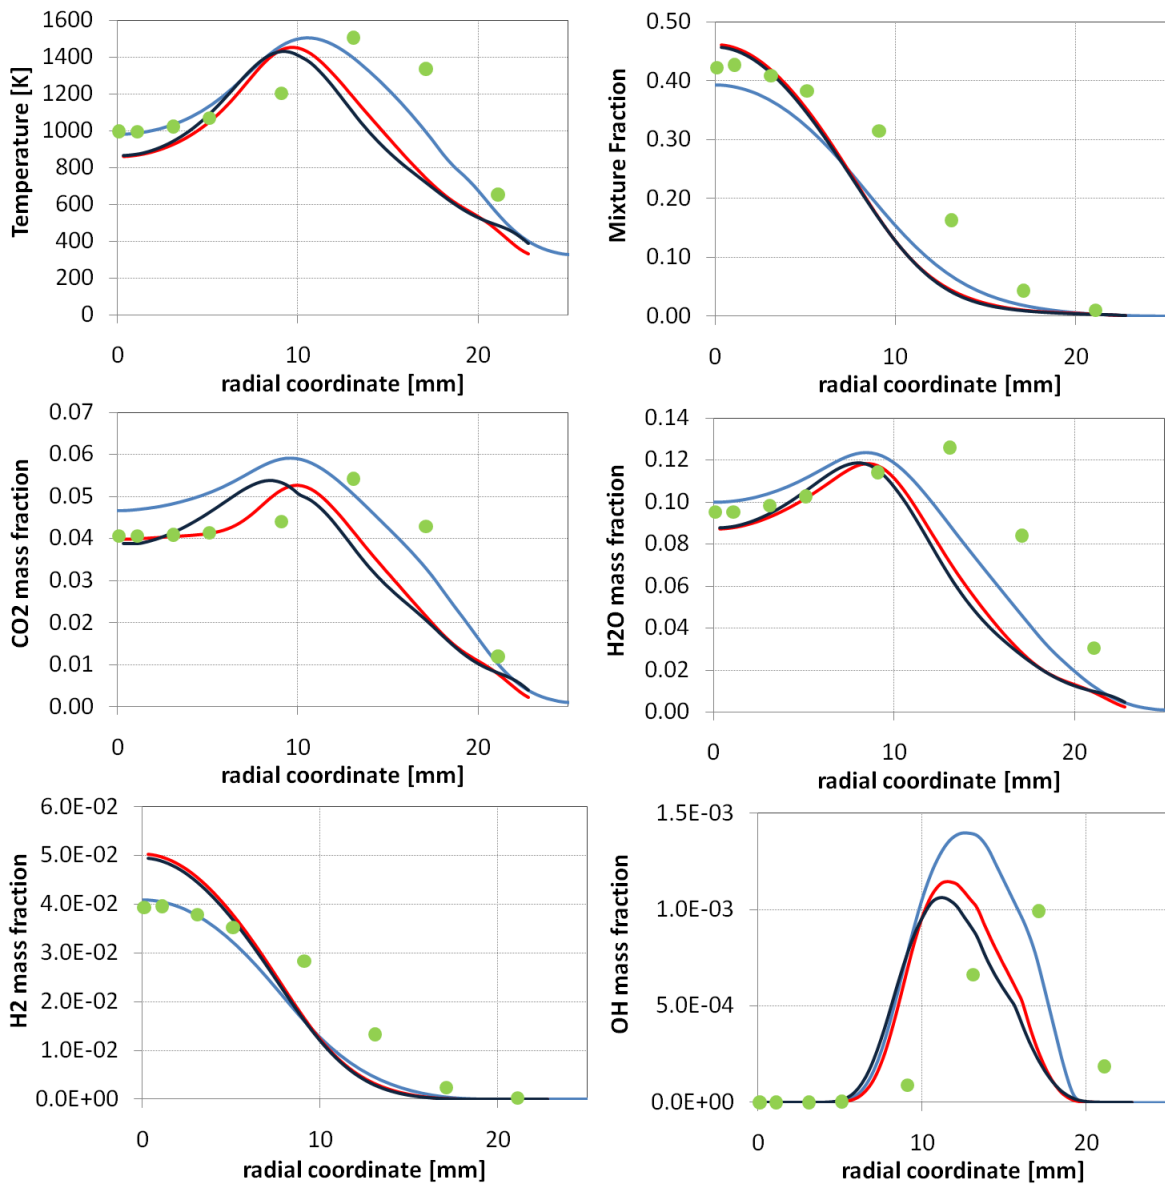 Temperature [K]
1600
1400
1200
1000
800
600
400
200
0
0 10 20
radial coordinate [mm]
Mixture Fraction
0.50
0.40
0.30
0.20
0.10
0.00
0 10 20
radial coordinate [mm]
CO2 mass fraction
0.07
0.06
0.05
0.04
0.03
0.02
0.01
0.00
0 10 20
radial coordinate [mm]
H2O mass fraction
0.14
0.12
0.10
0.08
0.06
0.04
0.02
0.00
0 10 20
radial coordinate [mm]
H2 mass fraction
6.0E-02
5.0E-02
4.0E-02
3.0E-02
2.0E-02
1.0E-02
0.0E+00
0 10 20
radial coordinate [mm]
OH mass fraction
1.5E-03
1.0E-03
5.0E-04
0.0E+00
0 10 20
radial coordinate [mm]